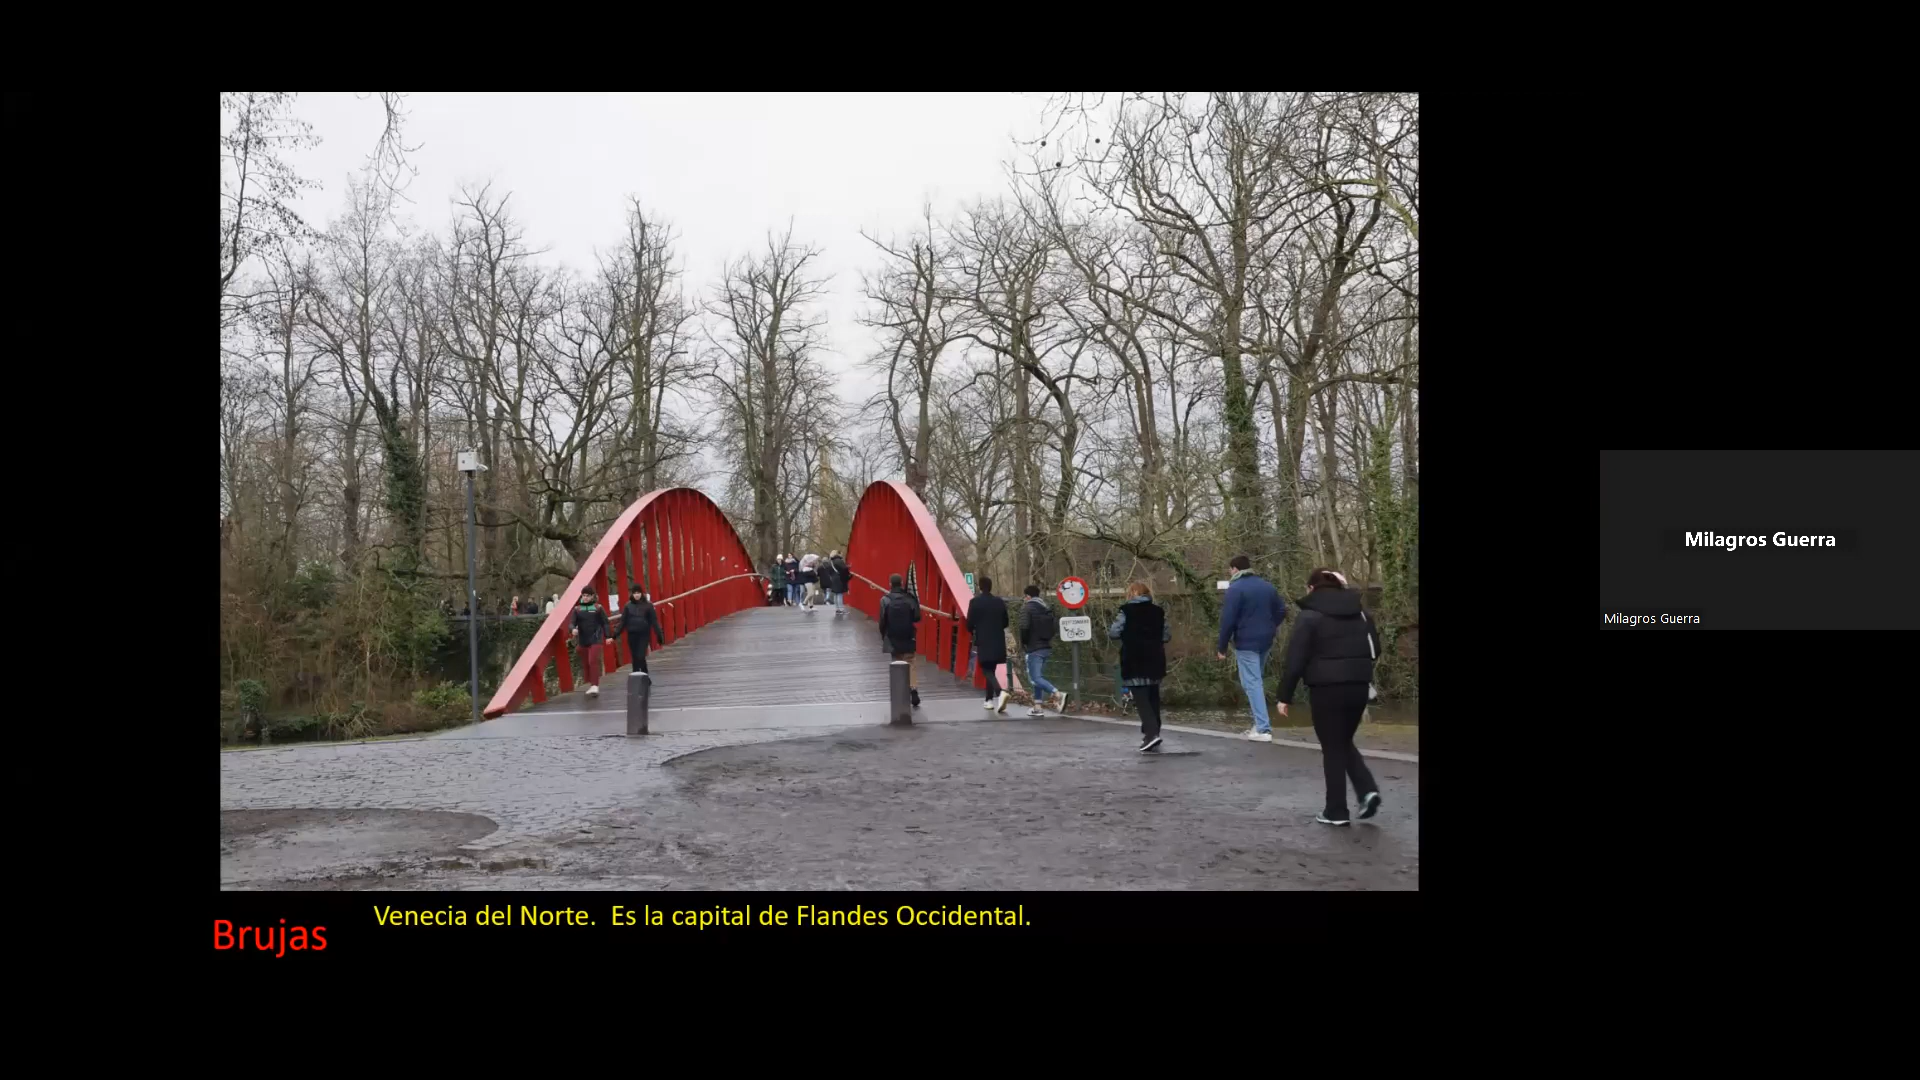 Brujas
Venecia del Norte.  Es la capital de Flandes Occidental.
Milagros Guerra
Milagros Guerra